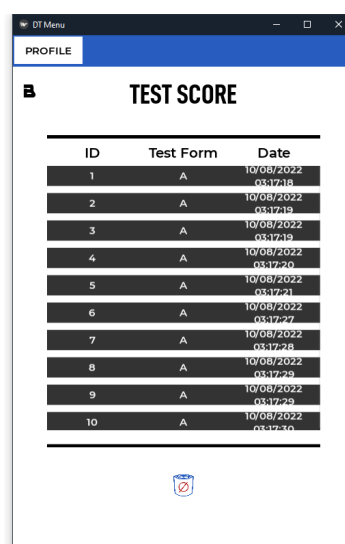 DT Menu
PROFILE
B
TEST SCORE
ID Test Form Date
1 A 10/08/2022
03:17:18
2 A 10/08/2022
03:17:19
3 A 10/08/2022
03:17:19
4 A 10/08/2022
03:17:20
5 A 10/08/2022
03:17:21
6 A 10/08/2022
03:17:27
7 A 10/08/2022
03:17:28
8 A 10/08/2022
03:17:29
9 A 10/08/2022
03:17:29
10 A 10/08/2022
03:17:30